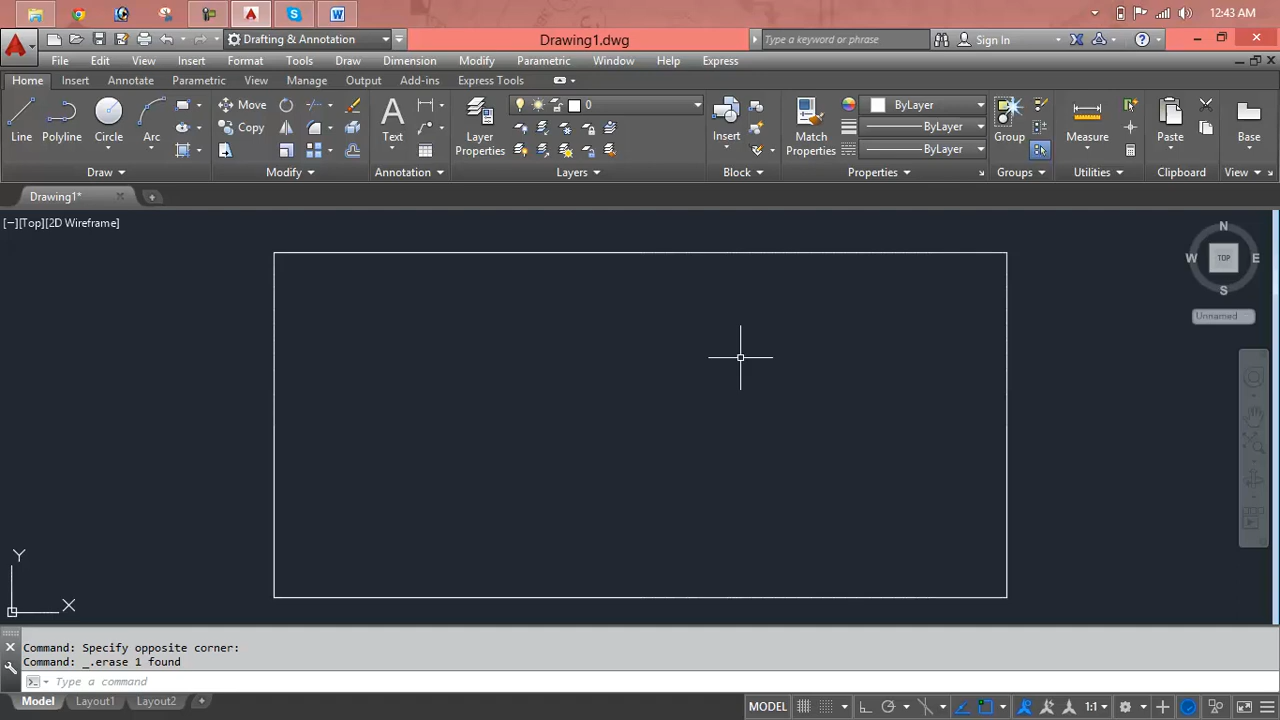 12:43 AM
Drafting & Annotation
Drawing1.dwg
Type a keyword or phrase
Sign In
File Edit View Insert Format Tools Draw Dimension Modify Parametric Window Help Express
Home Insert Annotate Parametric View Manage Output Add-ins Express Tools
Line Polyline Circle Arc
Move
Copy
Text
Layer
Properties
0
Insert
Match
Properties
ByLayer
ByLayer
ByLayer
Group
Measure
Paste
Base
Draw Modify Annotation Layers Block Properties Groups Utilities Clipboard View
Drawing1*
[−][Top][2D Wireframe]
N
W TOP E
S
Unnamed
Y
X
Command: Specify opposite corner:
Command: _.erase 1 found
Type a command
Model Layout1 Layout2 +
MODEL
1:1